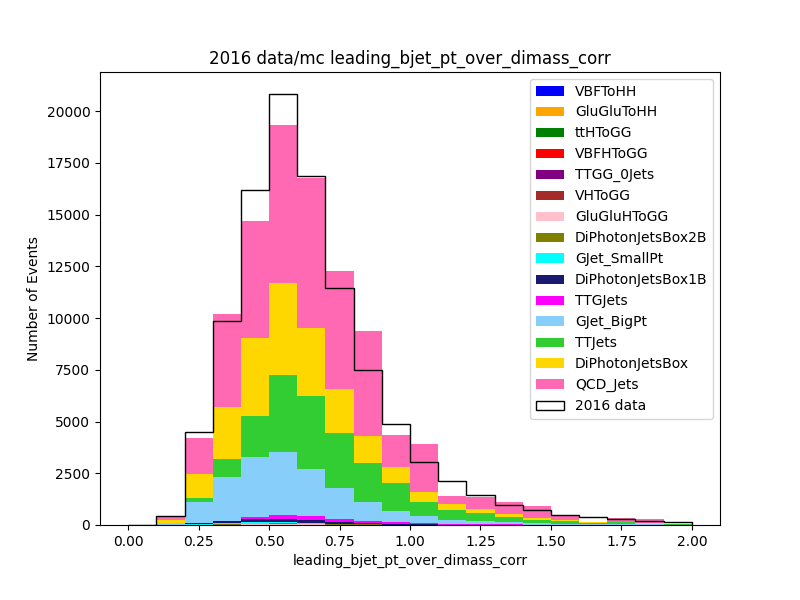 2016 data/mc leading_bjet_pt_over_dimass_corr
Number of Events
20000
17500
15000
12500
10000
7500
5000
2500
0
0.00 0.25 0.50 0.75 1.00 1.25 1.50 1.75 2.00
leading_bjet_pt_over_dimass_corr
VBFToHH
GluGluToHH
ttHToGG
VBFHToGG
TTGG_0Jets
VHToGG
GluGluHToGG
DiPhotonJetsBox2B
GJet_SmallPt
DiPhotonJetsBox1B
TTGJets
GJet_BigPt
TTJets
DiPhotonJetsBox
QCD_Jets
2016 data